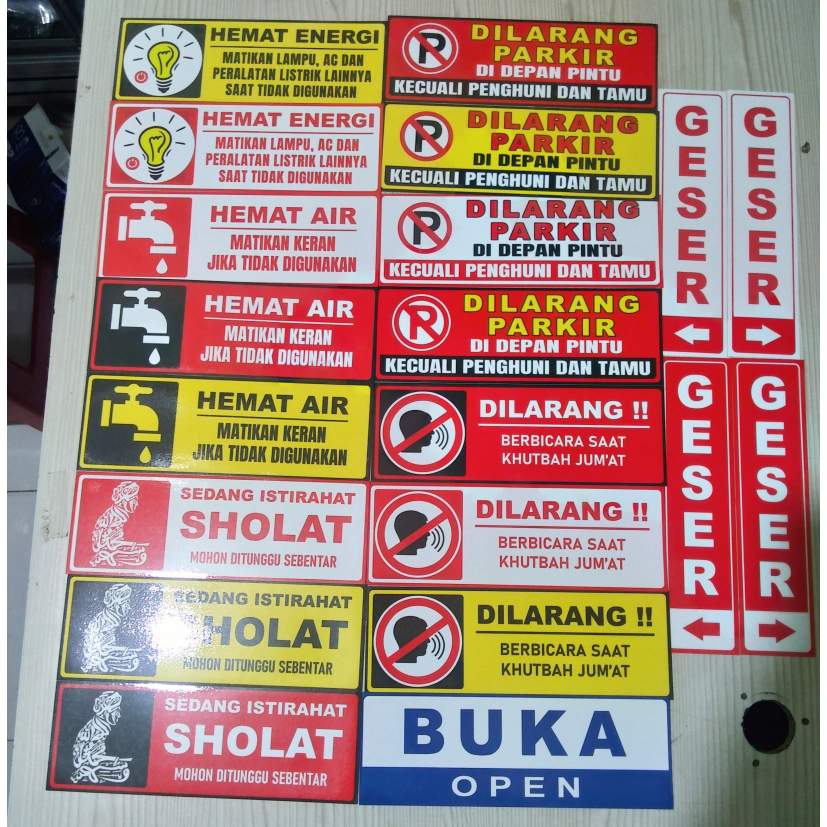 HEMAT ENERGI
MATIKAN LAMPU, AC DAN
PERALATAN LISTRIK LAINNYA
SAAT TIDAK DIGUNAKAN
HEMAT ENERGI
MATIKAN LAMPU, AC DAN
PERALATAN LISTRIK LAINNYA
SAAT TIDAK DIGUNAKAN
HEMAT AIR
MATIKAN KERAN
JIKA TIDAK DIGUNAKAN
HEMAT AIR
MATIKAN KERAN
JIKA TIDAK DIGUNAKAN
HEMAT AIR
MATIKAN KERAN
JIKA TIDAK DIGUNAKAN
SEDANG ISTIRAHAT
SHOLAT
MOHON DITUNGGU SEBENTAR
SEDANG ISTIRAHAT
SHOLAT
MOHON DITUNGGU SEBENTAR
SEDANG ISTIRAHAT
SHOLAT
MOHON DITUNGGU SEBENTAR
P
DILARANG
PARKIR
DI DEPAN PINTU
KECUALI PENGHUNI DAN TAMU
P
DILARANG
PARKIR
DI DEPAN PINTU
KECUALI PENGHUNI DAN TAMU
P
DILARANG
PARKIR
DI DEPAN PINTU
KECUALI PENGHUNI DAN TAMU
P
DILARANG
PARKIR
DI DEPAN PINTU
KECUALI PENGHUNI DAN TAMU
DILARANG !!
BERBICARA SAAT
KHUTBAH JUM'AT
DILARANG !!
BERBICARA SAAT
KHUTBAH JUM'AT
DILARANG !!
BERBICARA SAAT
KHUTBAH JUM'AT
BUKA
OPEN
GESER
GESER
GESER
GESER